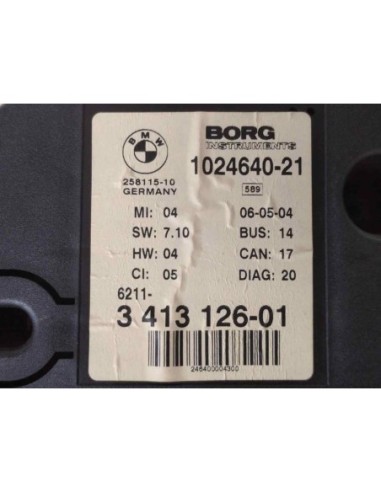 BMW
BORG
INSTRUMENTS
1024640-21
258115-10
589
GERMANY
MI: 04
06-05-04
SW: 7.10
BUS: 14
HW: 04
CAN: 17
CI: 05
DIAG: 20
6211-
3 413 126-01
246400004300